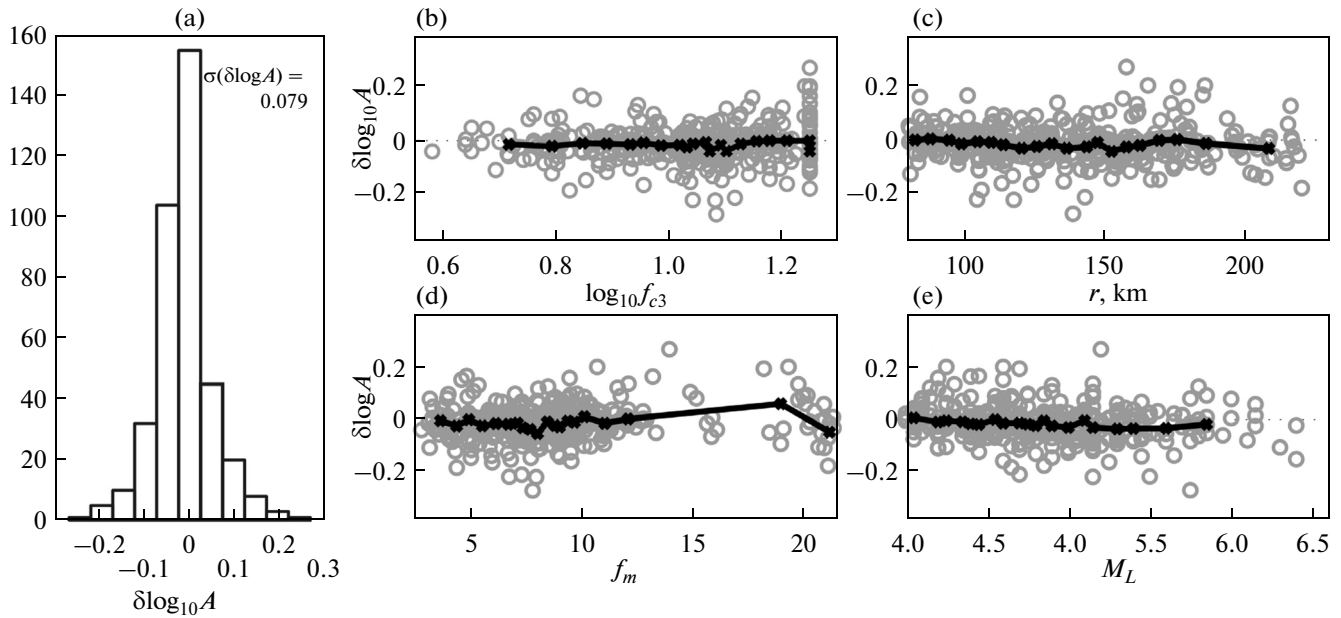 (a)
160
140
120
100
80
60
40
20
0
σ(δlogA) =
0.079
−0.2 0 0.2
−0.1 0.1 0.3
δlog10A
(b)
δlog10A
0.2
0
−0.2
0.6 0.8 1.0 1.2
log10fc3
(c)
0.2
0
−0.2
100 150 200
r, km
(d)
δlogA
0.2
0
−0.2
5 10 15 20
fm
(e)
0.2
0
−0.2
4.0 4.5 4.0 5.5 6.0 6.5
ML